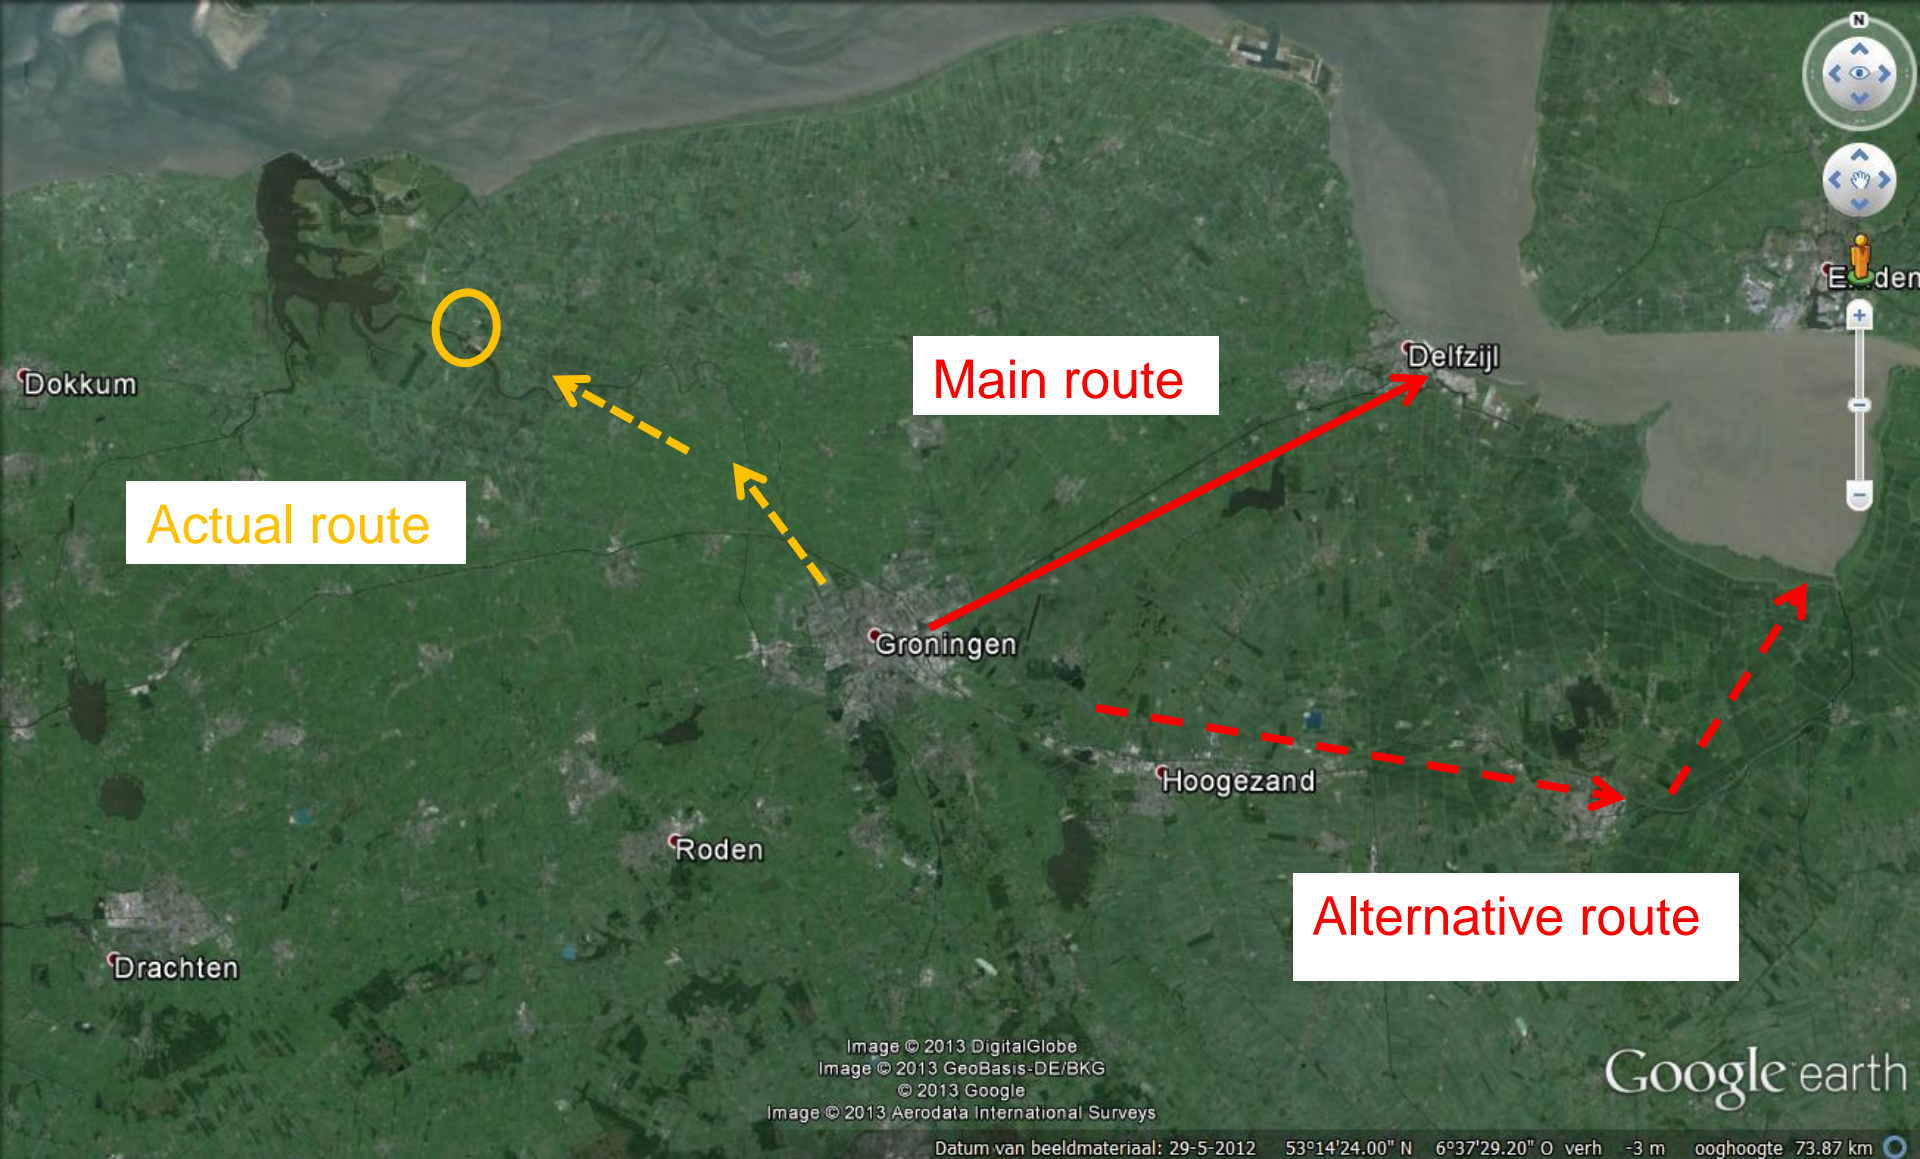 N
Delfzijl
Main route
Dokkum
Actual route
Groningen
Hoogezand
Roden
Alternative route
Drachten
Image © 2013 DigitalGlobe
Image © 2013 GeoBasis-DE/BKG
© 2013 Google
Image © 2013 Aerodata International Surveys
Google earth
Datum van beeldmateriaal: 29-5-2012 53°14'24.00" N 6°37'29.20" O verh -3 m ooghoogte 73.87 km